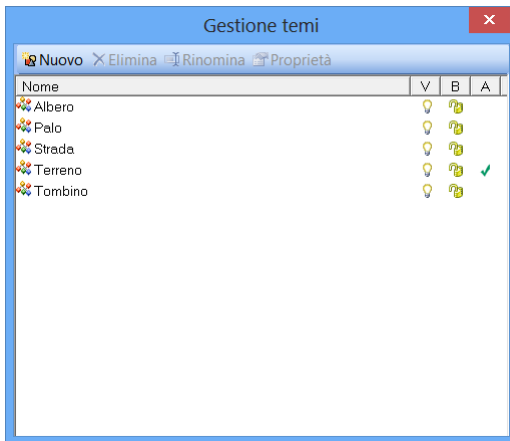 Gestione temi
Nuovo Elimina Rinomina Proprietà
Nome V B A
Albero
Palo
Strada
Terreno
Tombino